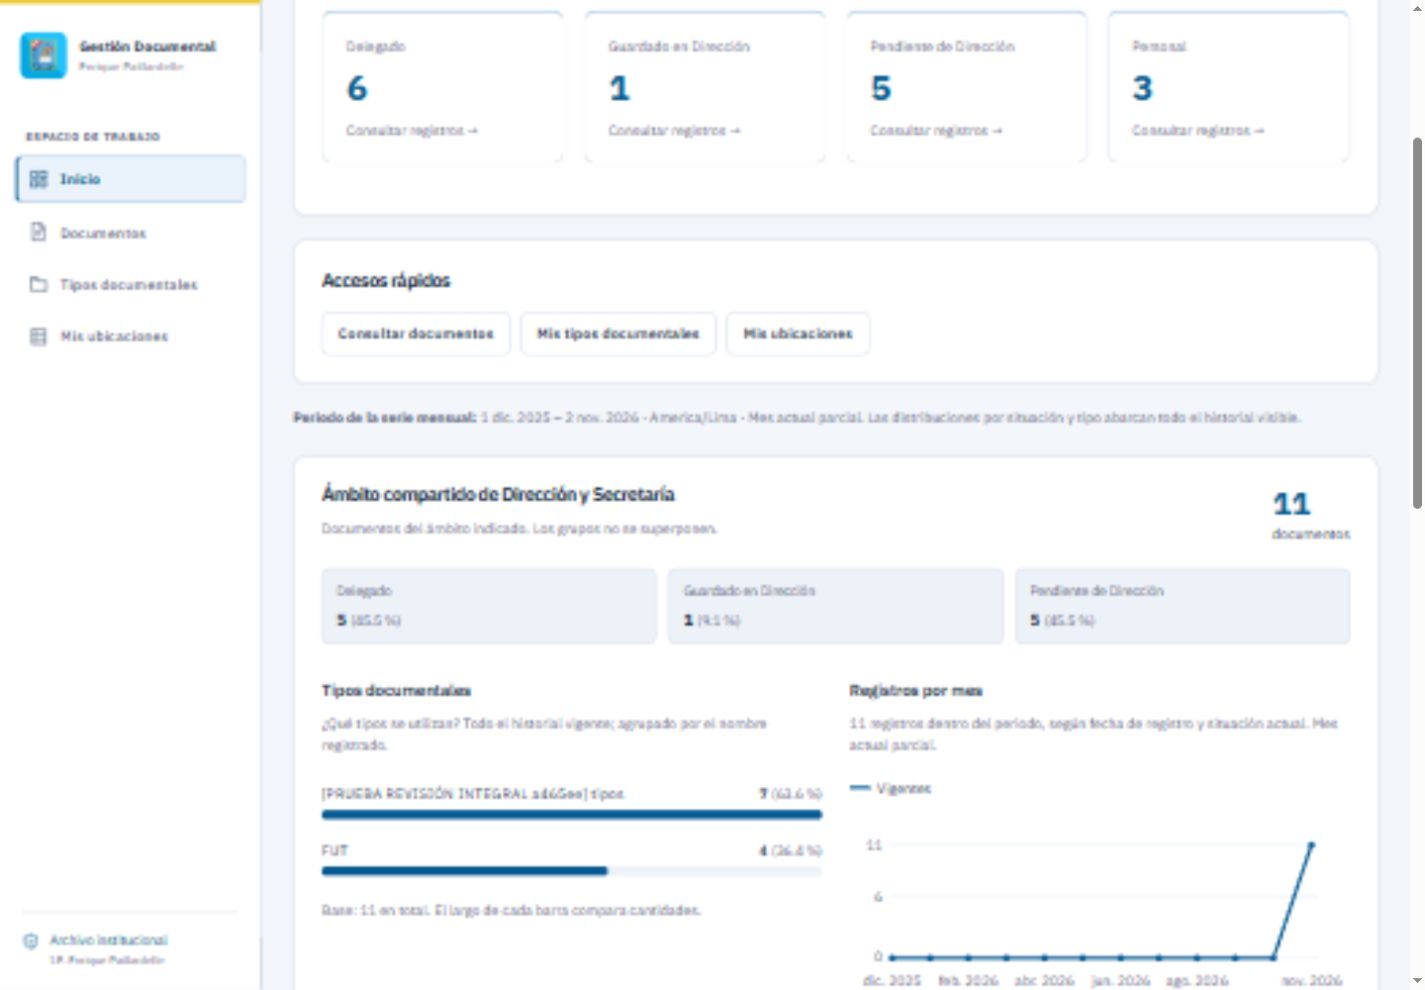 Gestión Documental
ESPACIO DE TRABAJO
Inicio
Documentos
Tipos documentales
Mis ubicaciones
Archivo institucional
Delegado
6
Consultar registros →
Guardado en Dirección
1
Consultar registros →
Pendiente de Dirección
5
Consultar registros →
Personal
3
Consultar registros →
Accesos rápidos
Consultar documentos
Mis tipos documentales
Mis ubicaciones
Periodo de la serie mensual: 1 dic. 2025 – 2 nov. 2026 · America/Lima · Mes actual parcial. Las distribuciones por situación y tipo abarcan todo el historial visible.
Ámbito compartido de Dirección y Secretaría
Documentos del ámbito indicado. Los grupos no se superponen.
11
documentos
Delegado
5 (45.5 %)
Guardado en Dirección
1 (9.1 %)
Pendiente de Dirección
5 (45.5 %)
Tipos documentales
¿Qué tipos se utilizan? Todo el historial vigente; agrupado por el nombre
registrado.
[PRUEBA REVISIÓN INTEGRAL tipos
7 (63.6 %)
FUT
4 (36.4 %)
Base: 11 en total. El largo de cada barra compara cantidades.
Registros por mes
11 registros dentro del periodo, según fecha de registro y situación actual. Mes
actual parcial.
Vigentes
11
6
0
dic. 2025 feb. 2026 abr. 2026 jun. 2026 ago. 2026 nov. 2026